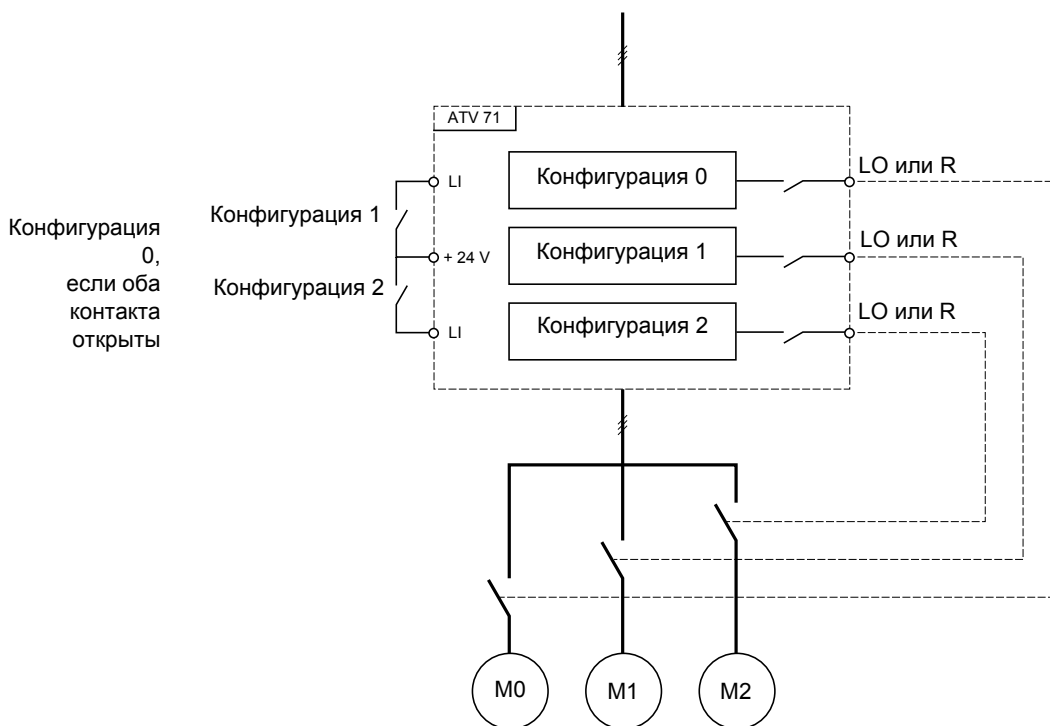 ATV 71
LI
Конфигурация 0
LO или R
Конфигурация 1
Конфигурация
0,
если оба
контакта
открыты
+ 24 V
Конфигурация 1
LO или R
Конфигурация 2
LI
Конфигурация 2
LO или R
M0
M1
M2